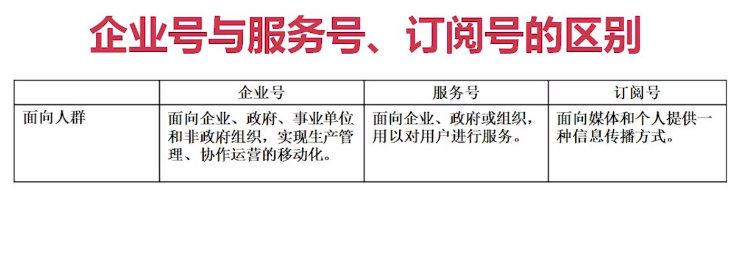 企业号与服务号、订阅号的区别
企业号 服务号 订阅号
面向人群 面向企业、政府、事业单位 面向企业、政府或组织， 面向媒体和个人提供一
和非政府组织，实现生产管 用以对用户进行服务。 种信息传播方式。
理、协作运营的移动化。